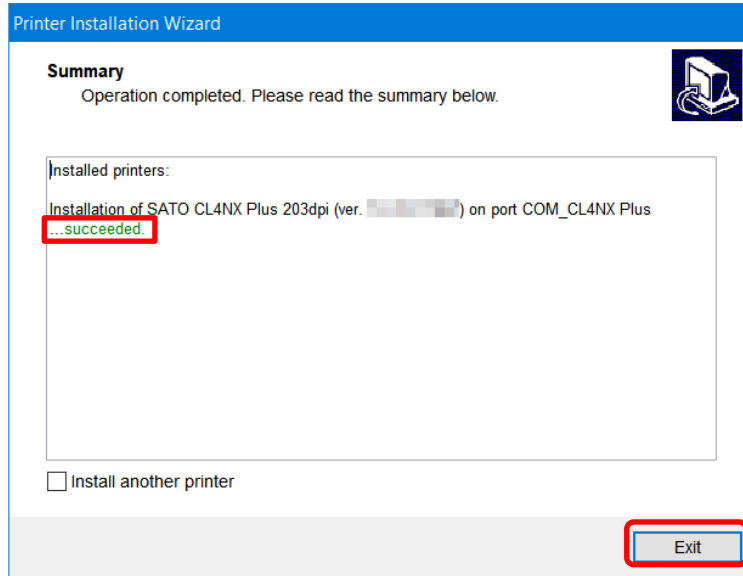 Printer Installation Wizard
Summary
Operation completed. Please read the summary below.
Installed printers:
Installation of SATO CL4NX Plus 203dpi (ver. ) on port COM_CL4NX Plus
...succeeded.
Install another printer
Exit